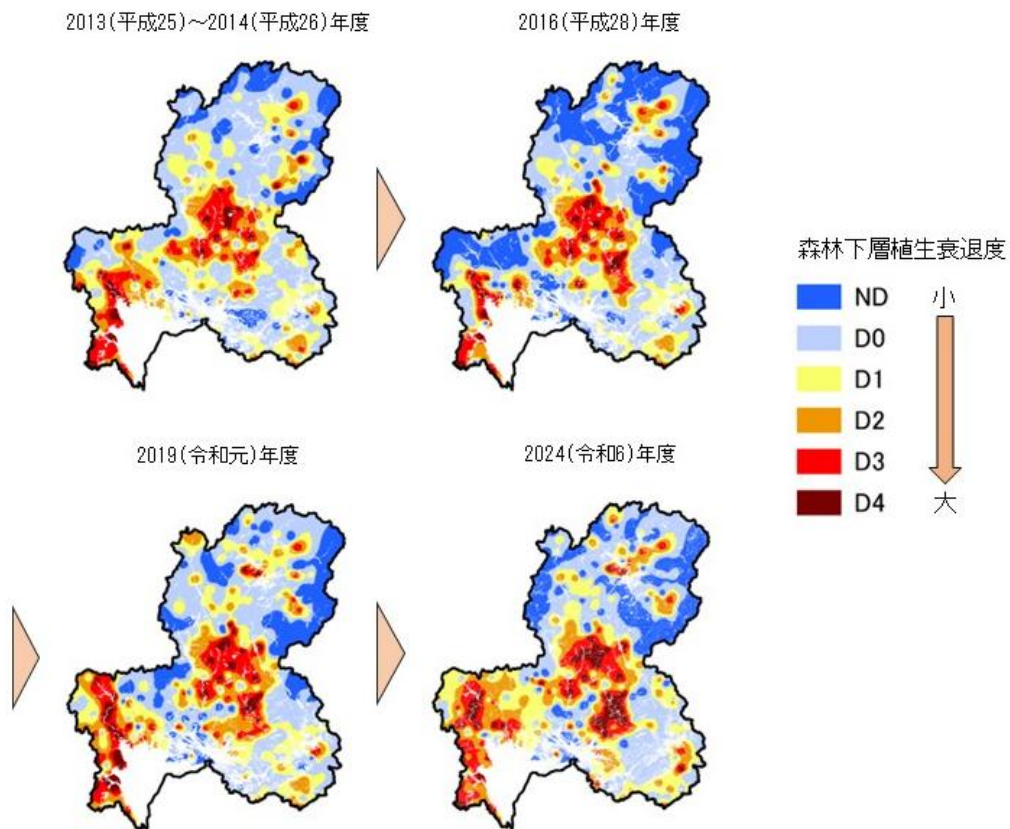 2013(平成25)～2014(平成26)年度
2016(平成28)年度
森林下層植生衰退度
ND 小
D0
D1
D2
D3
D4 大
2019(令和元)年度
2024(令和6)年度